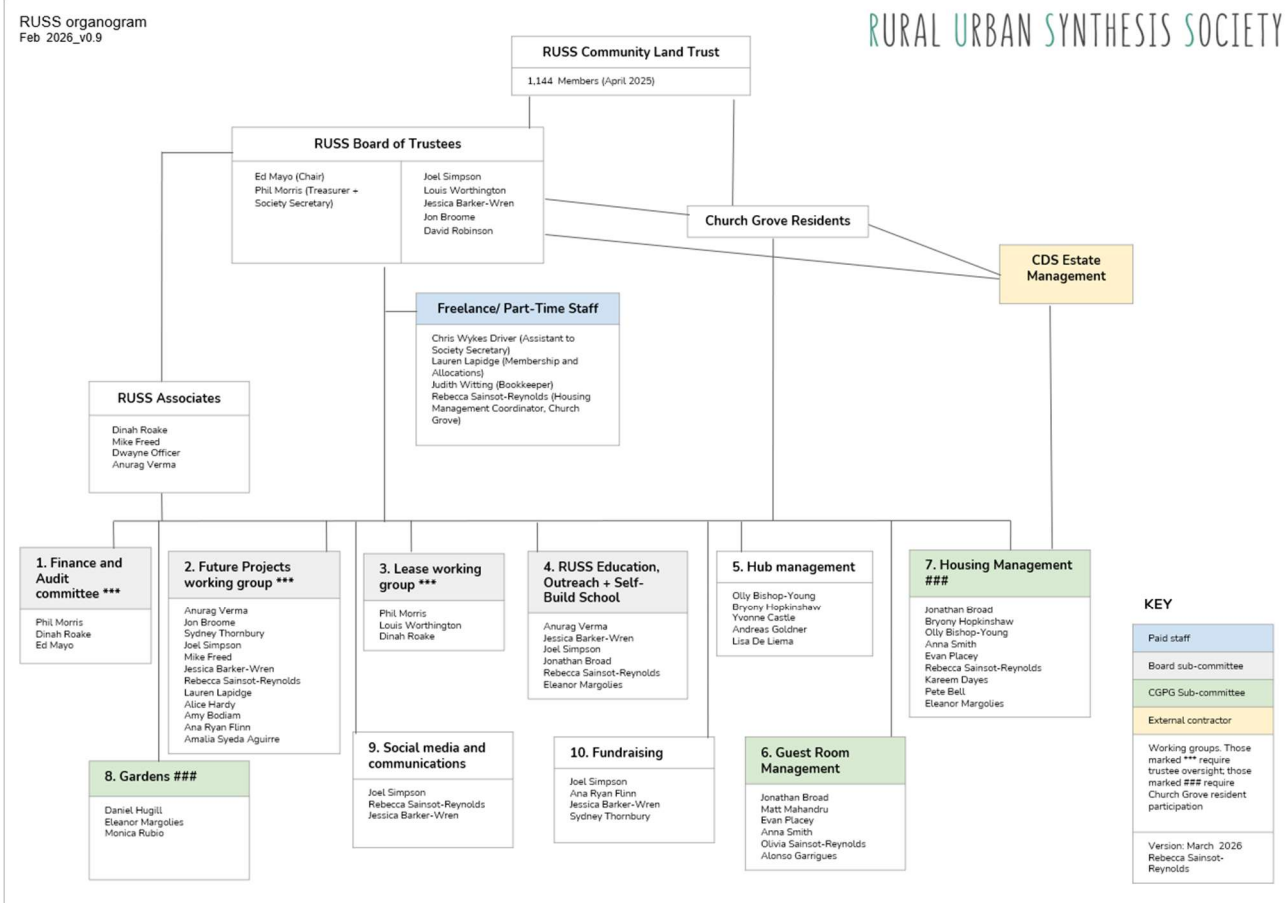 RUSS organogram
Feb 2026_v0.9
RURAL URBAN SYNTHESIS SOCIETY
RUSS Community Land Trust
1,144 Members (April 2025)
RUSS Board of Trustees
Ed Mayo (Chair)
Phil Morris (Treasurer +
Society Secretary)
Joel Simpson
Louis Worthington
Jessica Barker-Wren
Jon Broome
David Robinson
Church Grove Residents
CDS Estate
Management
Freelance/ Part-Time Staff
Chris Wykes Driver (Assistant to
Society Secretary)
Lauren Lapidge (Membership and
Allocations)
Judith Witting (Bookkeeper)
Rebecca Sainsot-Reynolds (Housing
Management Coordinator, Church
Grove)
RUSS Associates
Dinah Roake
Mike Freed
Dwayne Officer
Anurag Verma
1. Finance and
Audit
committee ***
Phil Morris
Dinah Roake
Ed Mayo
2. Future Projects
working group ***
Anurag Verma
Jon Broome
Sydney Thornbury
Joel Simpson
Mike Freed
Jessica Barker-Wren
Rebecca Sainsot-Reynolds
Lauren Lapidge
Alice Hardy
Amy Bodiam
Ana Ryan Flinn
Amalia Syeda Aguirre
3. Lease working
group ***
Phil Morris
Louis Worthington
Dinah Roake
4. RUSS Education,
Outreach + Self-
Build School
Anurag Verma
Jessica Barker-Wren
Joel Simpson
Jonathan Broad
Rebecca Sainsot-Reynolds
Eleanor Margolies
5. Hub management
Olly Bishop-Young
Bryony Hopkinshaw
Yvonne Castle
Andreas Goldner
Lisa De Liema
7. Housing Management
###
Jonathan Broad
Bryony Hopkinshaw
Olly Bishop-Young
Anna Smith
Evan Placey
Rebecca Sainsot-Reynolds
Kareem Dayes
Pete Bell
Eleanor Margolies
8. Gardens ###
Daniel Hugill
Eleanor Margolies
Monica Rubio
9. Social media and
communications
Joel Simpson
Rebecca Sainsot-Reynolds
Jessica Barker-Wren
10. Fundraising
Joel Simpson
Ana Ryan Flinn
Jessica Barker-Wren
Sydney Thornbury
6. Guest Room
Management
Jonathan Broad
Matt Mahandru
Evan Placey
Anna Smith
Olivia Sainsot-Reynolds
Alonso Garrigues
KEY
Paid staff
Board sub-committee
CGPG Sub-committee
External contractor
Working groups. Those
marked *** require
trustee oversight; those
marked ### require
Church Grove resident
participation
Version: March 2026
Rebecca Sainsot-
Reynolds